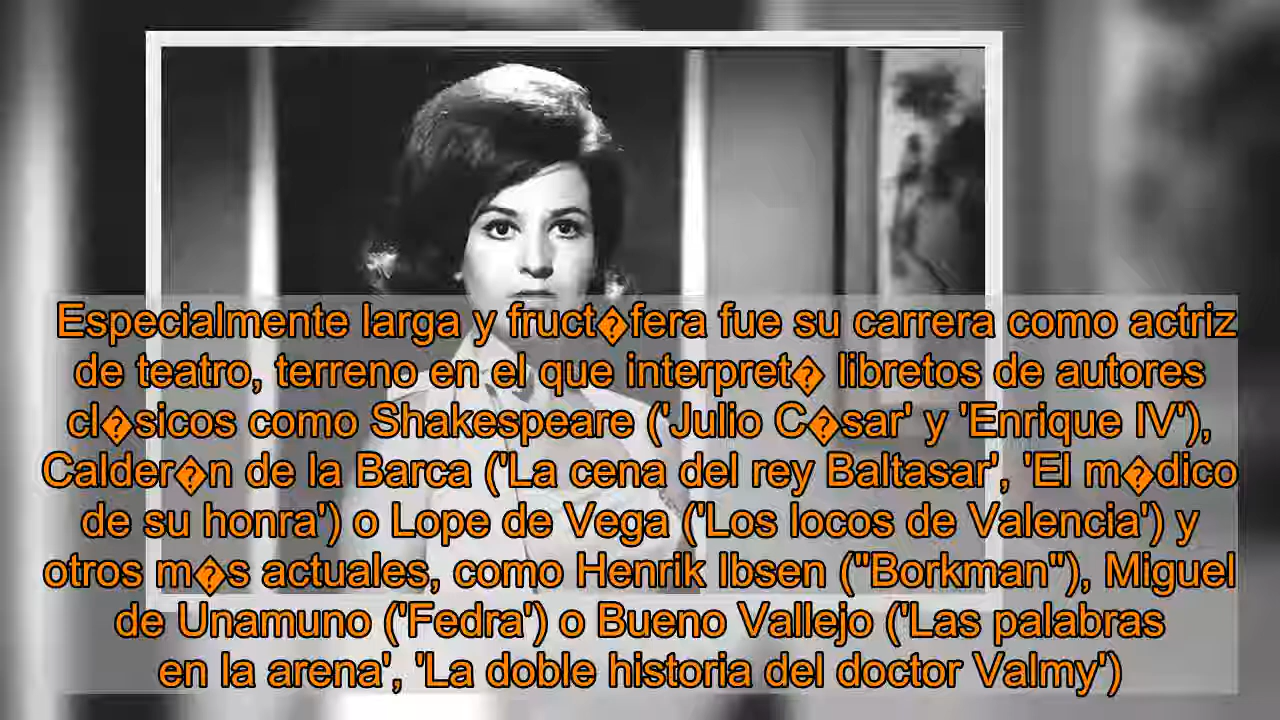 Especialmente larga y fruct�fera fue su carrera como actriz
de teatro, terreno en el que interpret� libretos de autores
cl�sicos como Shakespeare ('Julio C�sar' y 'Enrique IV'),
Calder�n de la Barca ('La cena del rey Baltasar', 'El m�dico
de su honra') o Lope de Vega ('Los locos de Valencia') y
otros m�s actuales, como Henrik Ibsen ("Borkman"), Miguel
de Unamuno ('Fedra') o Bueno Vallejo ('Las palabras
en la arena', 'La doble historia del doctor Valmy')